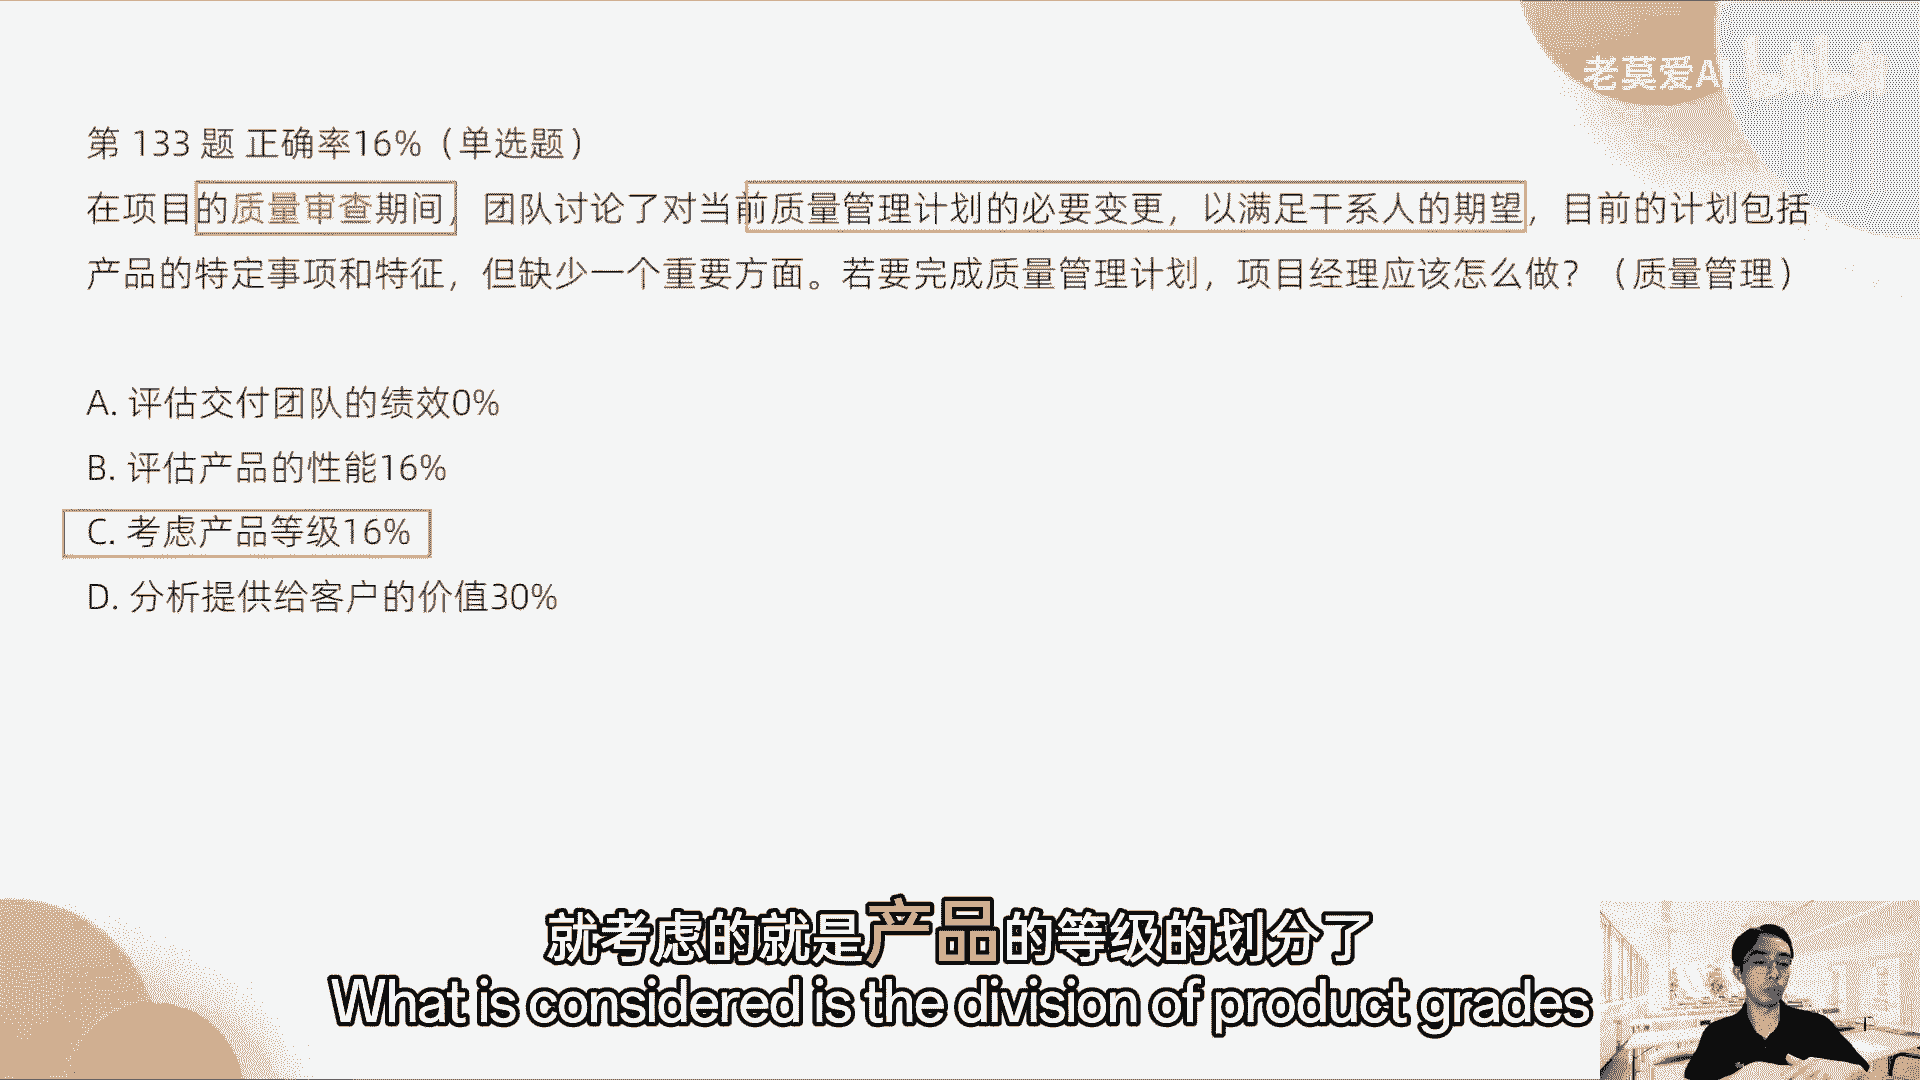 老莫爱A
第 133 题 正确率16%（单选题）
在项目的质量审查期间，团队讨论了对当前质量管理计划的必要变更，以满足干系人的期望，目前的计划包括
产品的特定事项和特征，但缺少一个重要方面。若要完成质量管理计划，项目经理应该怎么做？（质量管理）
A. 评估交付团队的绩效0%
B. 评估产品的性能16%
C. 考虑产品等级16%
D. 分析提供给客户的价值30%
就考虑的就是产品的等级的划分了
What is considered is the division of product grades